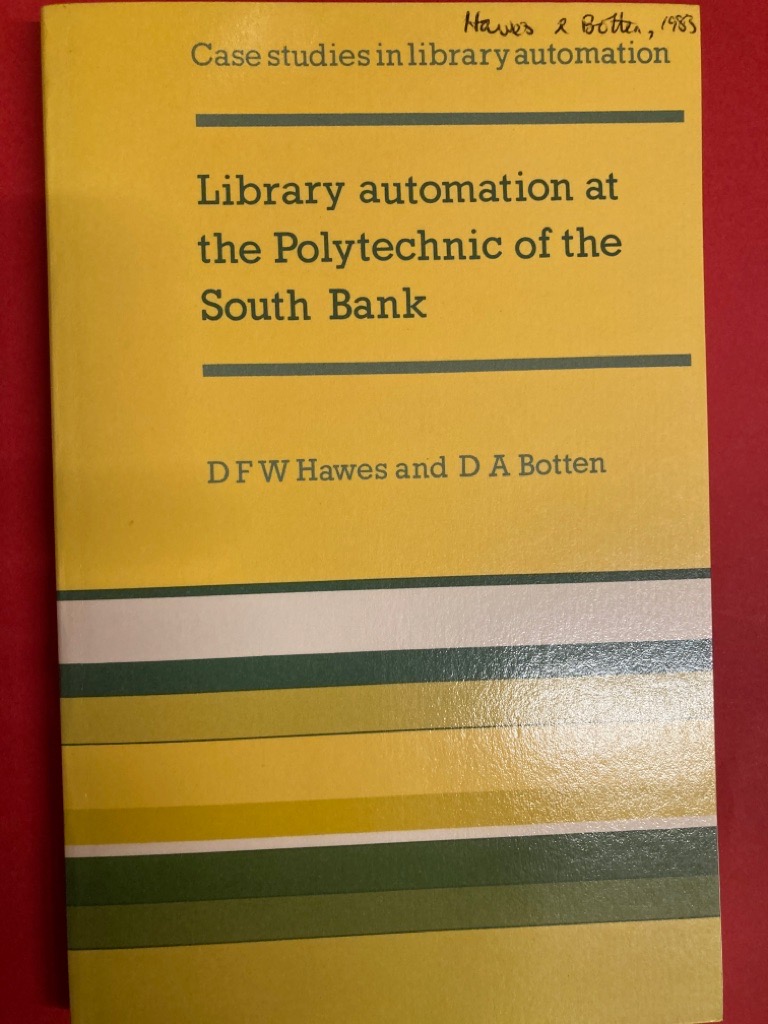 Hawes & Botten, 1983
Case studies in library automation
Library automation at
the Polytechnic of the
South Bank
D F W Hawes and D A Botten